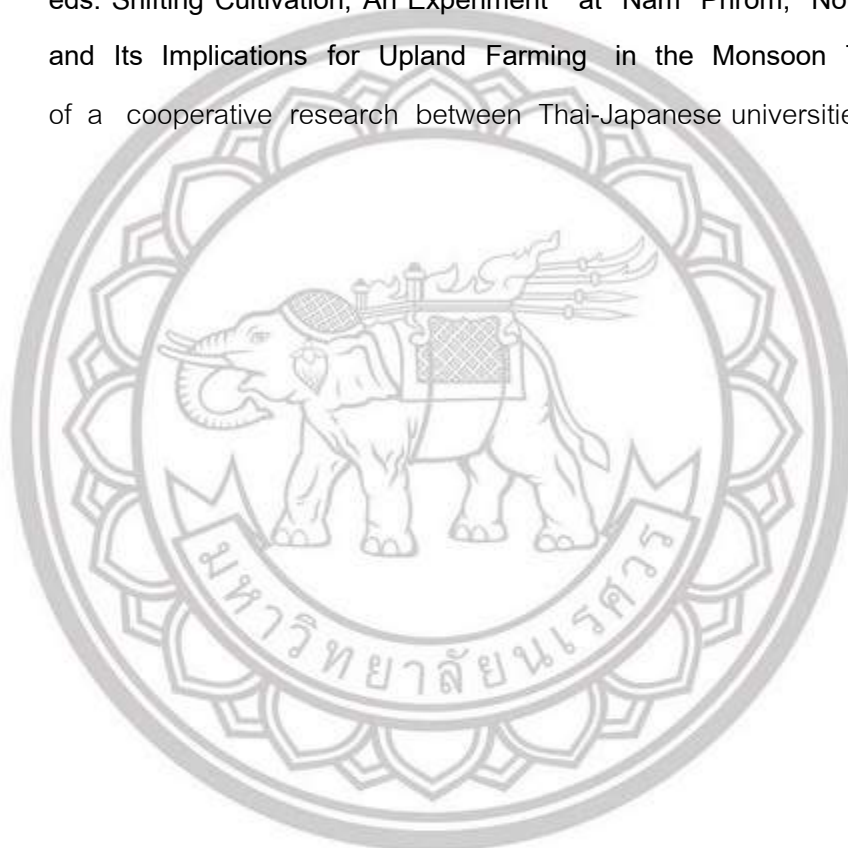 eds. Shifting Cultivation, An Experiment at Nam Phrom, No
and Its Implications for Upland Farming in the Monsoon
of a cooperative research between Thai-Japanese universitie
มหาวิทยาลัยนเรศวร